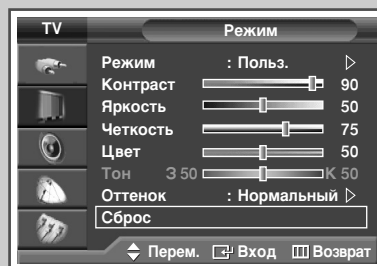 TV Режим
Режим : Польз.
Контраст 90
Яркость 50
Четкость 75
Цвет 50
Тон З 50 К 50
Оттенок : Нормальный
Сброс
Перем. Вход Возврат